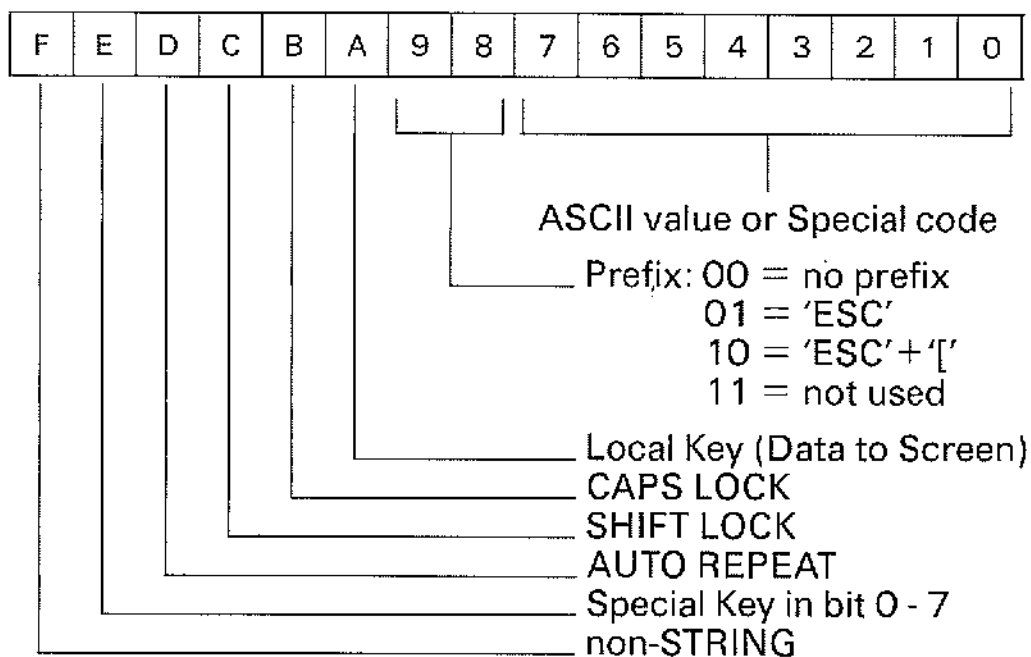 F E D C B A 9 8 7 6 5 4 3 2 1 0
ASCII value or Special code
Prefix: 00 = no prefix
01 = 'ESC'
10 = 'ESC'+'['
11 = not used
Local Key (Data to Screen)
CAPS LOCK
SHIFT LOCK
AUTO REPEAT
Special Key in bit 0 - 7
non-STRING